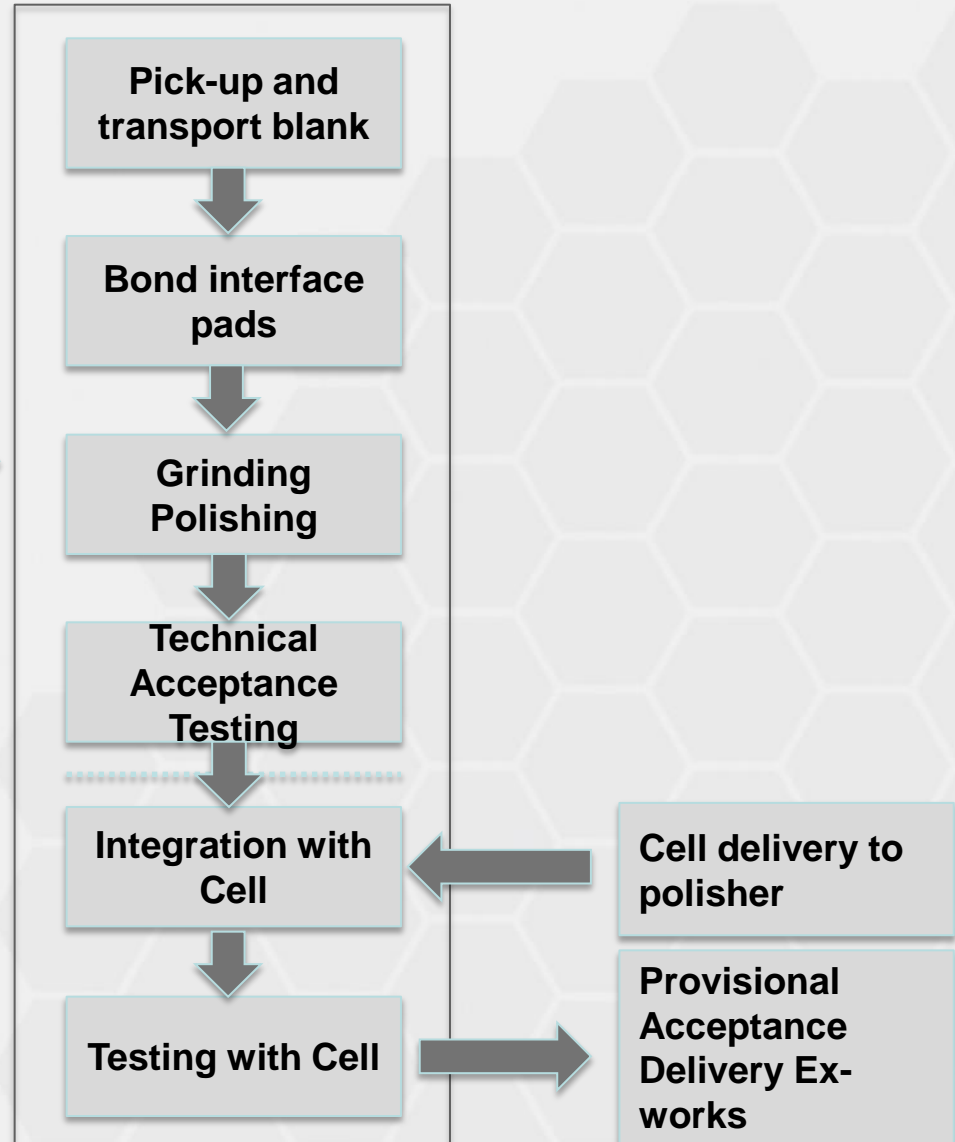 Pick-up and
transport blank
Bond interface
pads
Grinding
Polishing
Technical
Acceptance
Testing
Integration with
Cell
Cell delivery to
polisher
Testing with Cell
Provisional
Acceptance
Delivery Ex-
works